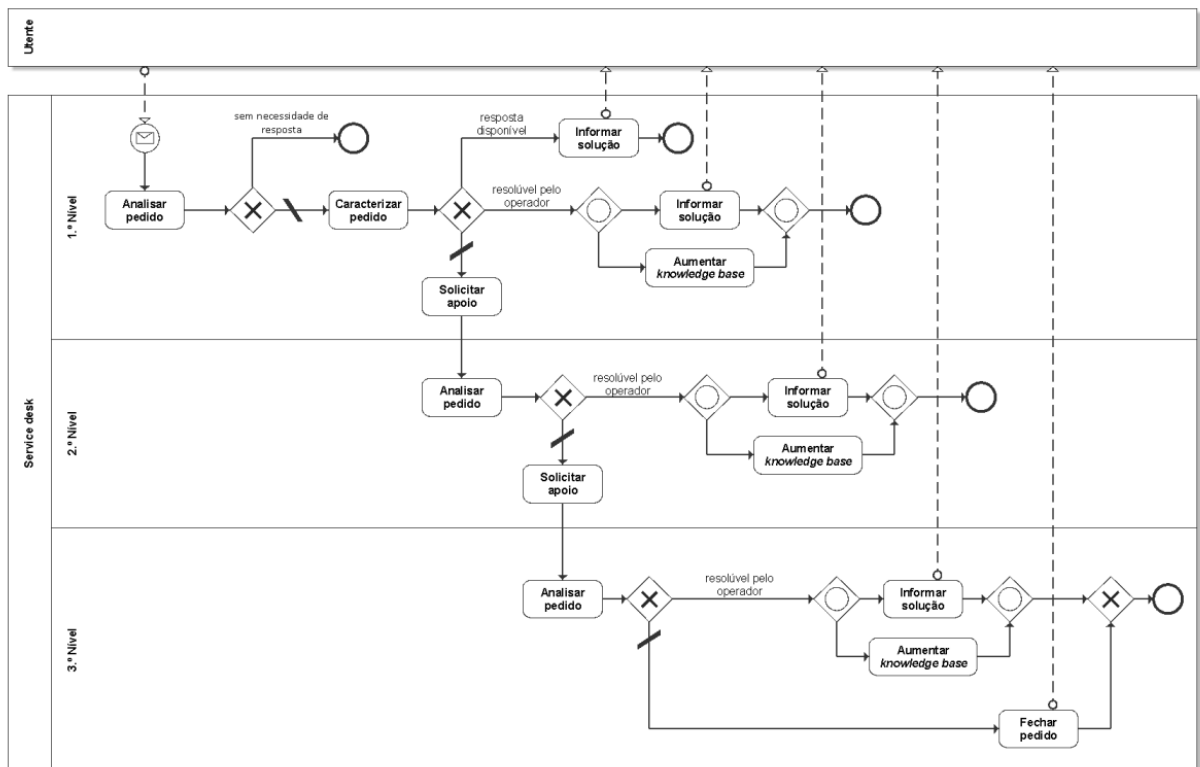 Utente
Service desk
1.º Nível
sem necessidade de
resposta
resposta
disponível
Informar
solução
Analisar
pedido
Caracterizar
pedido
resolúvel pelo
operador
Informar
solução
Aumentar
knowledge base
Solicitar
apoio
2.º Nível
Analisar
pedido
resolúvel pelo
operador
Informar
solução
Aumentar
knowledge base
Solicitar
apoio
3.º Nível
Analisar
pedido
resolúvel pelo
operador
Informar
solução
Aumentar
knowledge base
Fechar
pedido